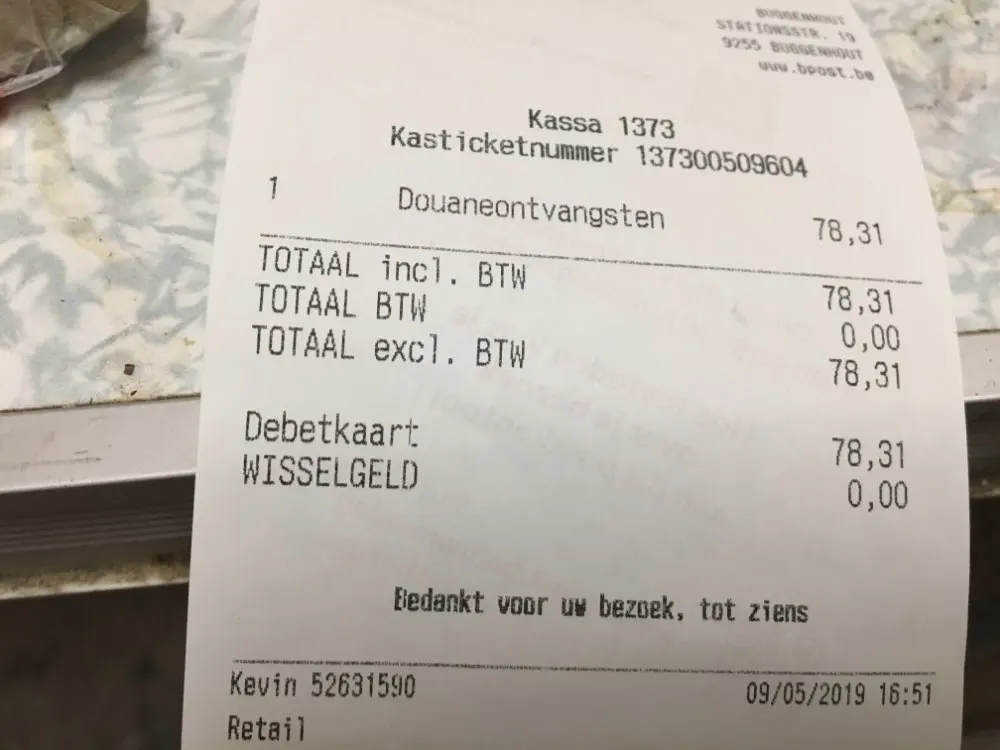 BUGGENHOUT
STATIONSSTR. 19
9255 BUGGENHOUT
www.bpost.be
Kassa 1373
Kasticketnummer 137300509604
1 Douaneontvangsten 78,31
TOTAAL incl. BTW 78,31
TOTAAL BTW 0,00
TOTAAL excl. BTW 78,31
Debetkaart 78,31
WISSELGELD 0,00
Bedankt voor uw bezoek, tot ziens
Kevin 52631590 09/05/2019 16:51
Retail